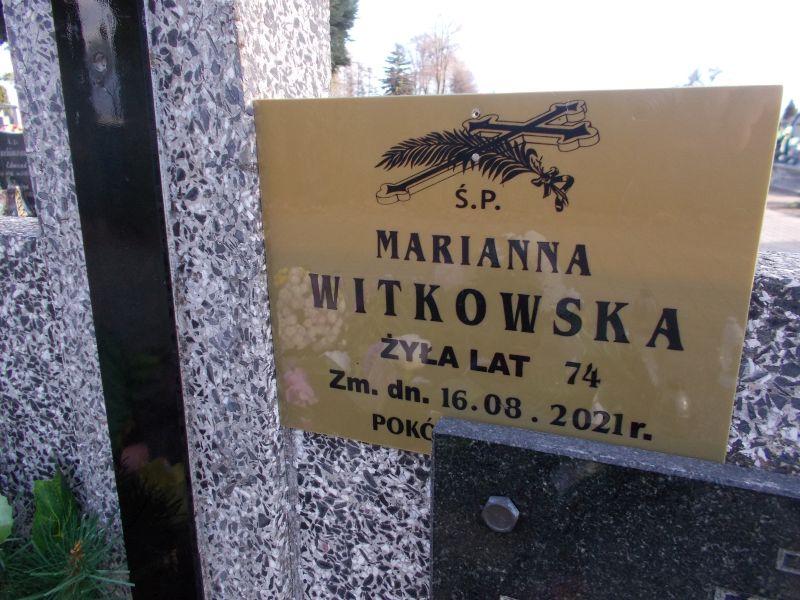 Ś.P.
MARIANNA
WITKOWSKA
ŻYŁA LAT 74
Zm. dn. 16.08.2021 r.